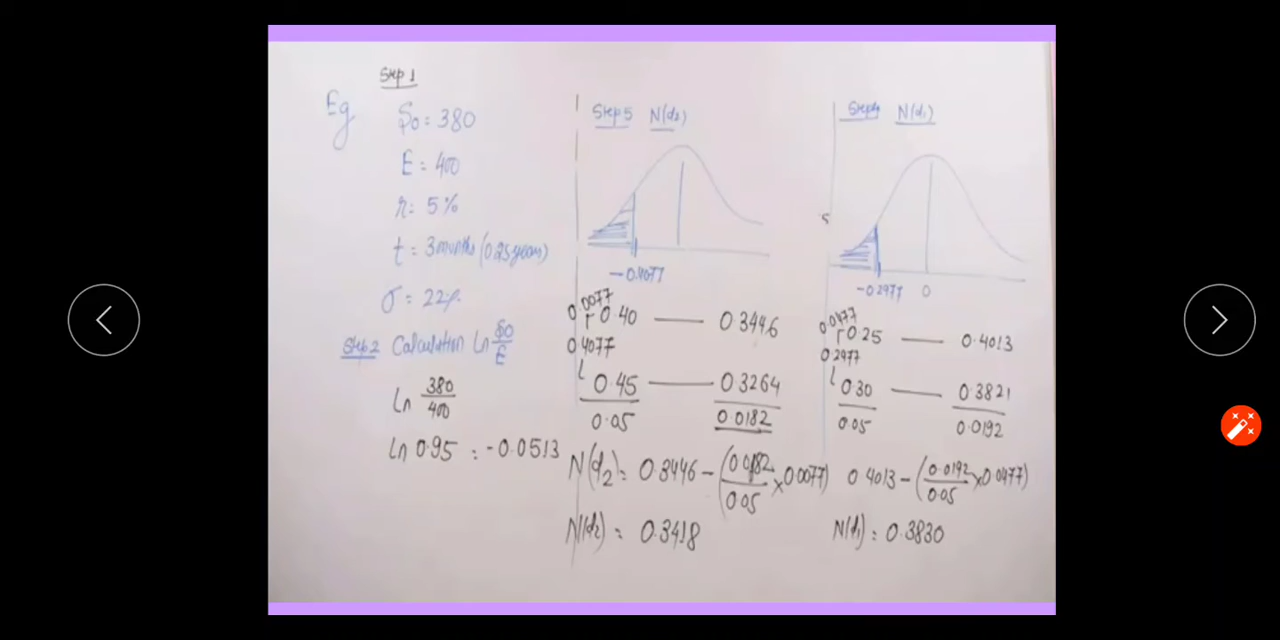 Step 1
Eg
S0 = 380
E = 400
r = 5%
t = 3 months (0.25 years)
σ = 22%
Step 2 Calculation ln S0/E
ln 380/400
ln 0.95 = -0.0513
Step 5 N(d2)
-0.4077
0.0077
0.40 — 0.3446
0.4077
0.45 — 0.3264
0.05 0.0182
N(d2) = 0.3446 - (0.0182/0.05 × 0.0077)
N(d2) = 0.3418
Step 4 N(d1)
-0.2977 0
0.0477
0.25 — 0.4013
0.2977
0.30 — 0.3821
0.05 0.0192
0.4013 - (0.0192/0.05 × 0.0477)
N(d1) = 0.3830